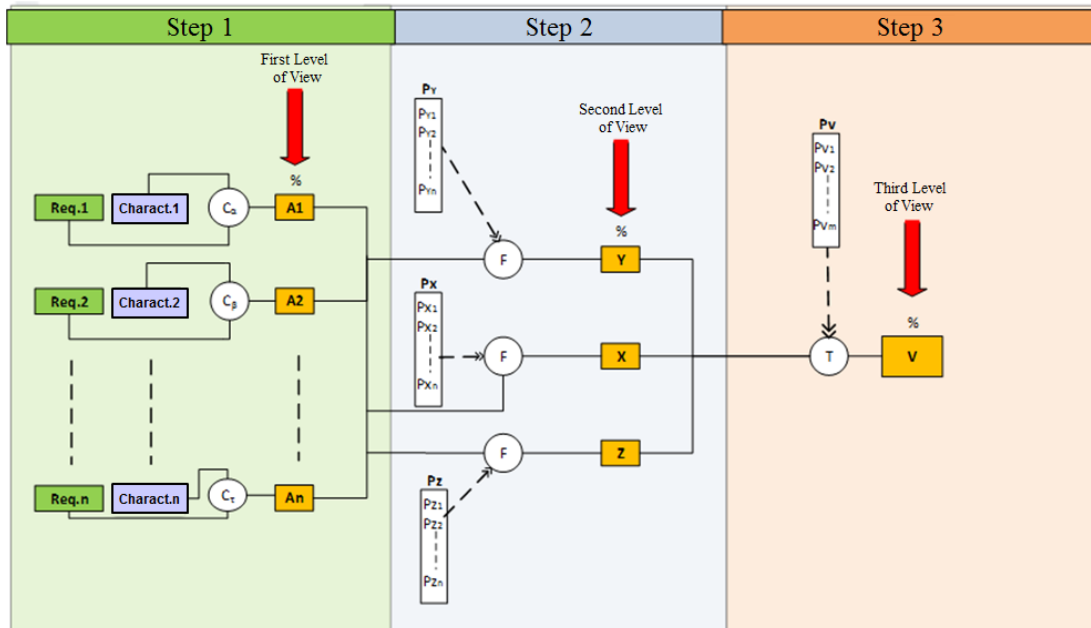 Step 1
Step 2
Step 3
First Level
of View
%
Req.1
Charact.1
Cα
A1
Req.2
Charact.2
Cβ
A2
Req.n
Charact.n
Cτ
An
PY
PY1
PY2
PYn
Second Level
of View
%
F
Y
PX
PX1
PX2
PXn
F
X
F
Z
Pz
Pz1
Pz2
Pzn
Pv
Pv1
Pv2
Pvm
Third Level
of View
%
T
V